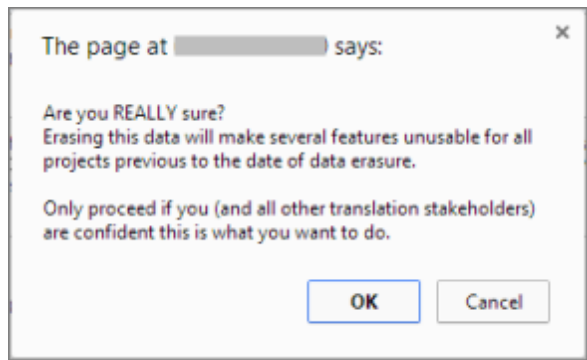 The page at says:
Are you REALLY sure?
Erasing this data will make several features unusable for all
projects previous to the date of data erasure.
Only proceed if you (and all other translation stakeholders)
are confident this is what you want to do.
OK Cancel